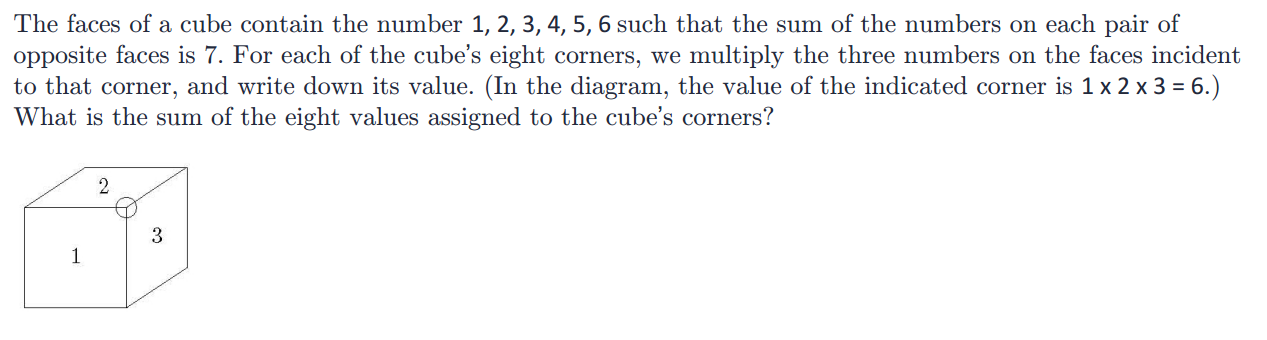 The faces of a cube contain the number 1, 2, 3, 4, 5, 6 such that the sum of the numbers on each pair of
opposite faces is 7. For each of the cube's eight corners, we multiply the three numbers on the faces incident
to that corner, and write down its value. (In the diagram, the value of the indicated corner is 1 x 2 x 3 = 6.)
What is the sum of the eight values assigned to the cube's corners?
2
3
1